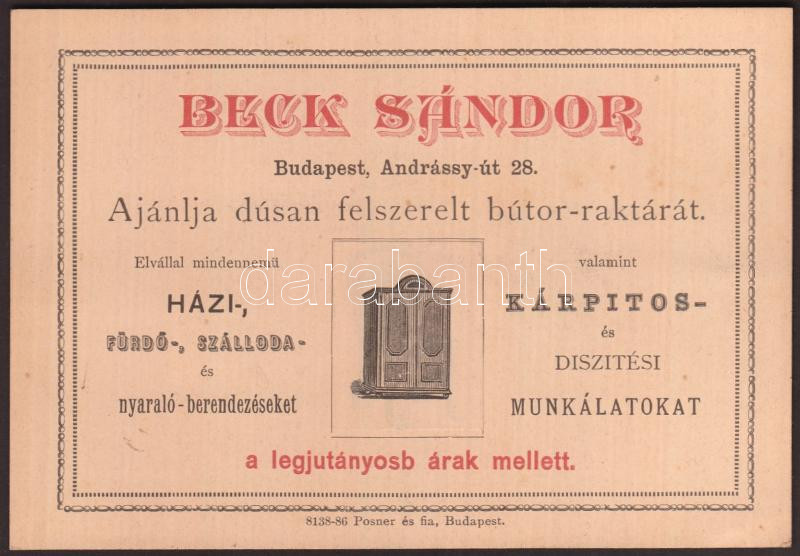 BECK SÁNDOR
Budapest, Andrássy-út 28.
Ajánlja dúsan felszerelt bútor-raktárát.
Elvállal mindennemü
HÁZI-,
FÜRDŐ-, SZÁLLODA-
és
nyaraló-berendezéseket
valamint
KÁRPITOS-
és
DISZITÉSI
MUNKÁLATOKAT
a legjutányosb árak mellett.
8138-86 Posner és fia, Budapest.
darabanth